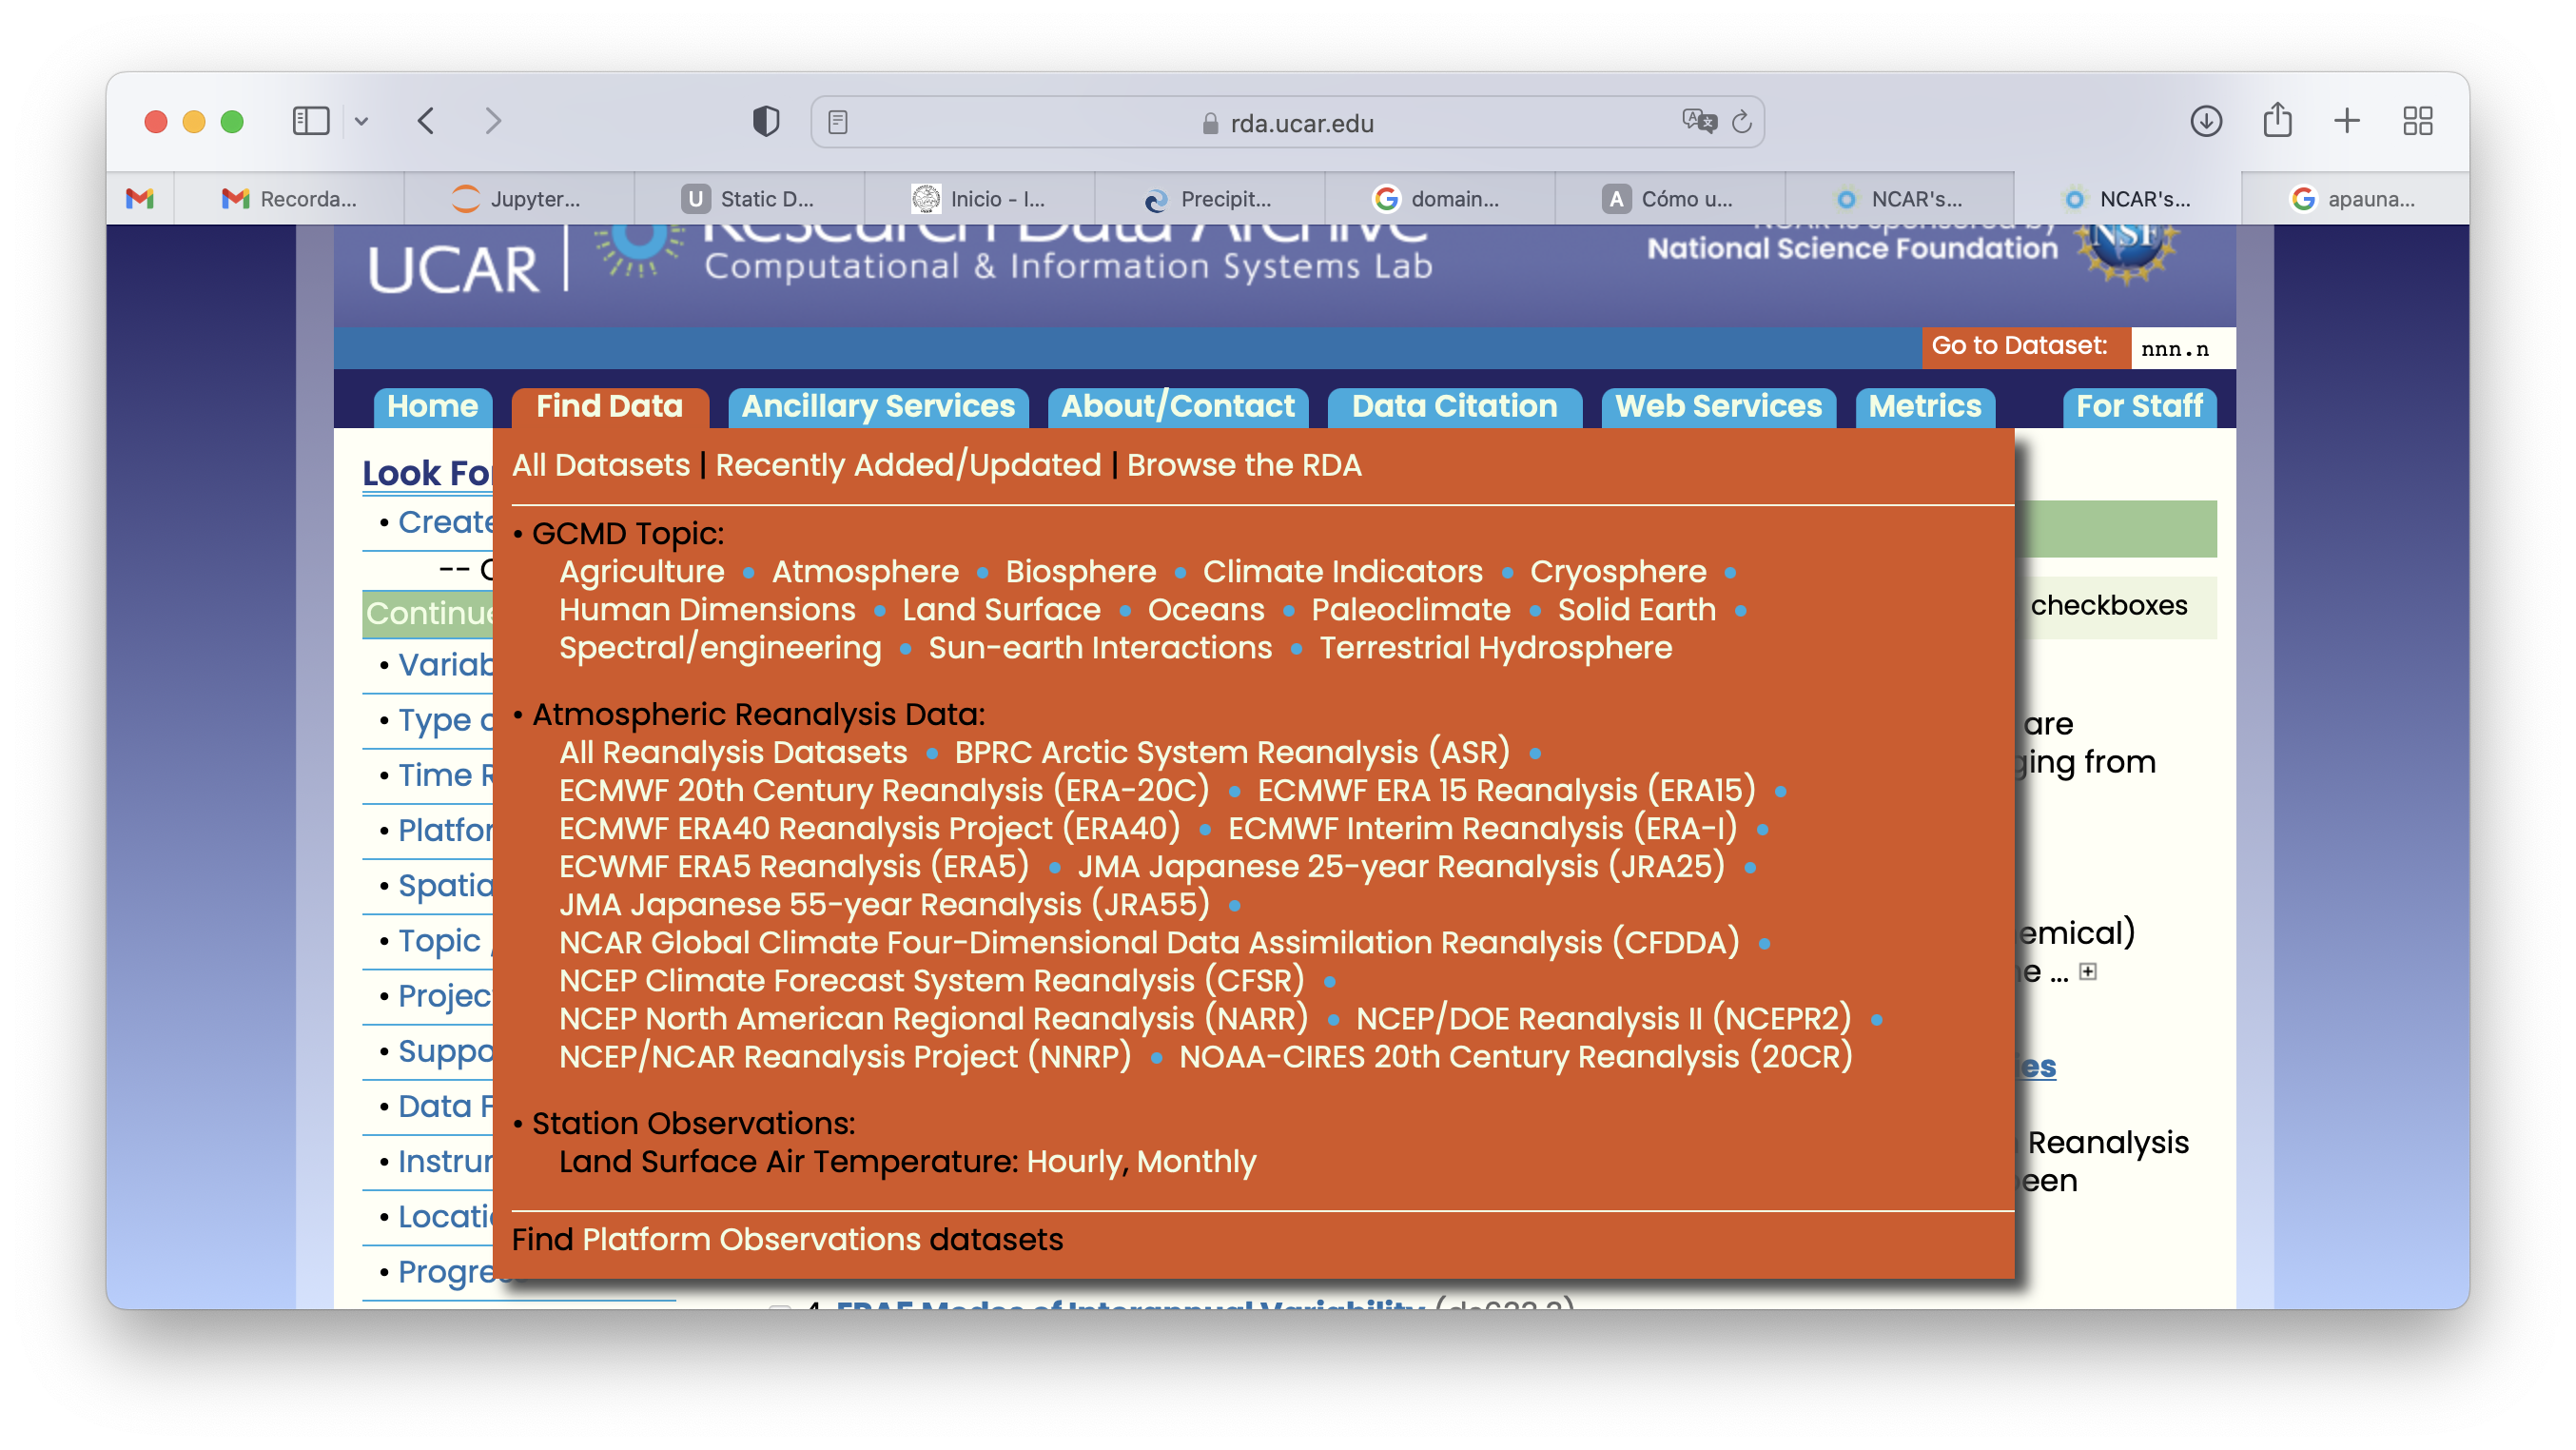 rda.ucar.edu
Recorda...
Jupyter...
U Static D...
Inicio - I...
Precipit...
domain...
A Cómo u...
NCAR's...
NCAR's...
apauna...
UCAR
Research Data Archive
Computational & Information Systems Lab
NCAR is sponsored by
National Science Foundation
NSF
Go to Dataset: nnn.n
Home Find Data Ancillary Services About/Contact Data Citation Web Services Metrics For Staff
Look Fo
All Datasets | Recently Added/Updated | Browse the RDA
• Create
• GCMD Topic:
-- C
Agriculture • Atmosphere • Biosphere • Climate Indicators • Cryosphere •
Continue
Human Dimensions • Land Surface • Oceans • Paleoclimate • Solid Earth •
checkboxes
Spectral/engineering • Sun-earth Interactions • Terrestrial Hydrosphere
• Variab
• Type o
• Atmospheric Reanalysis Data:
are
All Reanalysis Datasets • BPRC Arctic System Reanalysis (ASR) •
• Time R
ging from
ECMWF 20th Century Reanalysis (ERA-20C) • ECMWF ERA 15 Reanalysis (ERA15) •
• Platfor
ECMWF ERA40 Reanalysis Project (ERA40) • ECMWF Interim Reanalysis (ERA-I) •
ECWMF ERA5 Reanalysis (ERA5) • JMA Japanese 25-year Reanalysis (JRA25) •
• Spatia
JMA Japanese 55-year Reanalysis (JRA55) •
• Topic
NCAR Global Climate Four-Dimensional Data Assimilation Reanalysis (CFDDA) •
emical)
NCEP Climate Forecast System Reanalysis (CFSR) •
e ...
• Projec
NCEP North American Regional Reanalysis (NARR) • NCEP/DOE Reanalysis II (NCEPR2) •
• Suppo
NCEP/NCAR Reanalysis Project (NNRP) • NOAA-CIRES 20th Century Reanalysis (20CR)
ies
• Data F
• Station Observations:
Reanalysis
• Instrur
Land Surface Air Temperature: Hourly, Monthly
een
• Locati
Find Platform Observations datasets
• Progre
4. ERA5 Modes of Interannual Variability (ds633.3)